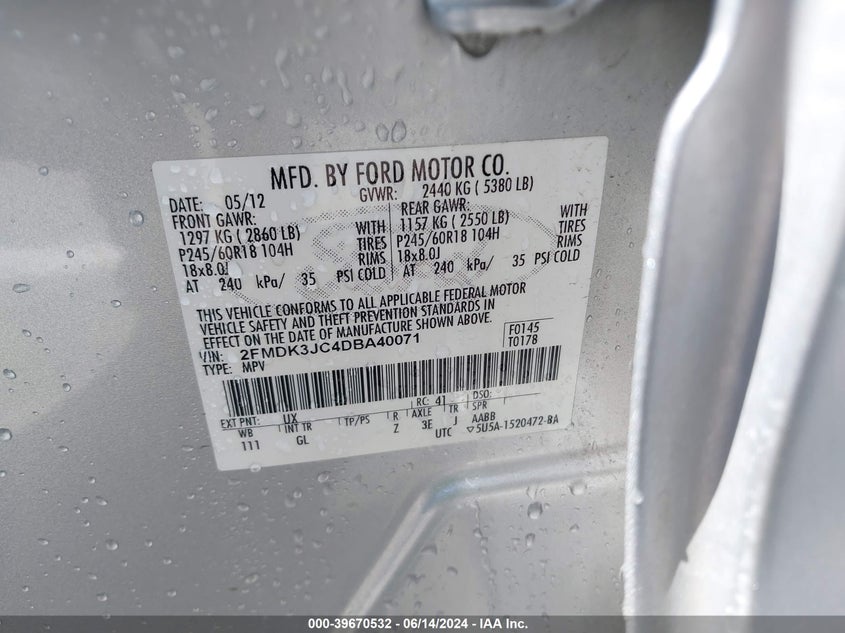 MFD. BY FORD MOTOR CO.
DATE: 05/12 GVWR: 2440 KG ( 5380 LB)
FRONT GAWR: WITH REAR GAWR: WITH
1297 KG ( 2860 LB) TIRES 1157 KG ( 2550 LB) TIRES
P245/60R18 104H RIMS P245/60R18 104H RIMS
18x8.0J 18x8.0J
AT 240 kPa/ 35 PSI COLD AT 240 kPa/ 35 PSI COLD
THIS VEHICLE CONFORMS TO ALL APPLICABLE FEDERAL MOTOR
VEHICLE SAFETY AND THEFT PREVENTION STANDARDS IN
EFFECT ON DATE OF MANUFACTURE SHOWN ABOVE.
VIN: 2FMDK3JC4DBA40071 F0145
TYPE: MPV T0178
EXT PNT: UX RC: 41 DSO:
WB INT TR TP/PS R AXLE TR SPR
111 GL Z 3E J AABB
UTC ▽5U5A-1520472-BA
000-39670532 / 06/14/2024 - IAA Inc.